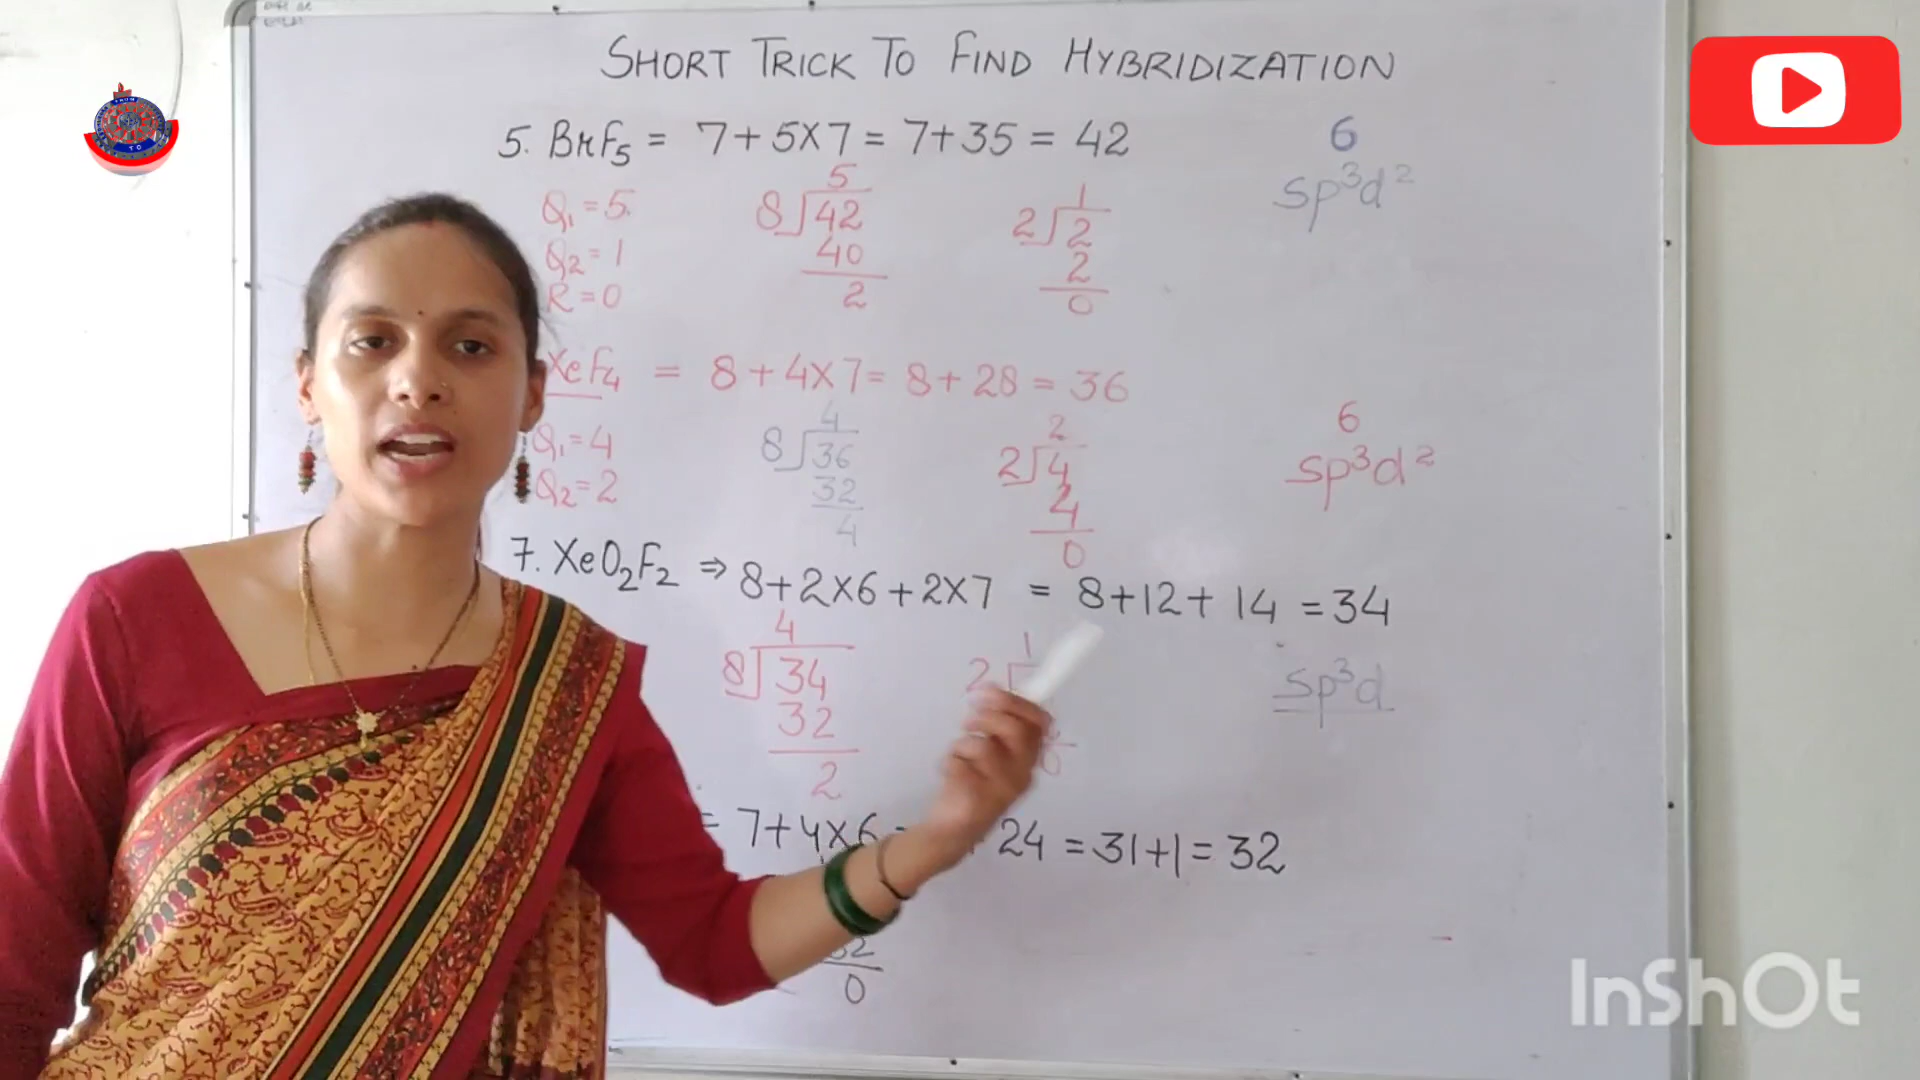 SHORT TRICK TO FIND HYBRIDIZATION
5. BrF5 = 7+5X7 = 7+35 = 42
6
sp³d²
Q1 = 5
Q2 = 1
R = 0
5
8 42
40
2
1
2 2
2
0
XeF4 = 8+4X7 = 8+28 = 36
6
sp³d²
Q1 = 4
Q2 = 2
4
8 36
32
4
2
2 4
4
0
7. XeO2F2 ⇒ 8+2X6+2X7 = 8+12+14 = 34
4
8 34
32
2
1
2
0
sp³d
= 7+4X6 = 24 = 31+1 = 32
32
0
TO
InShOt